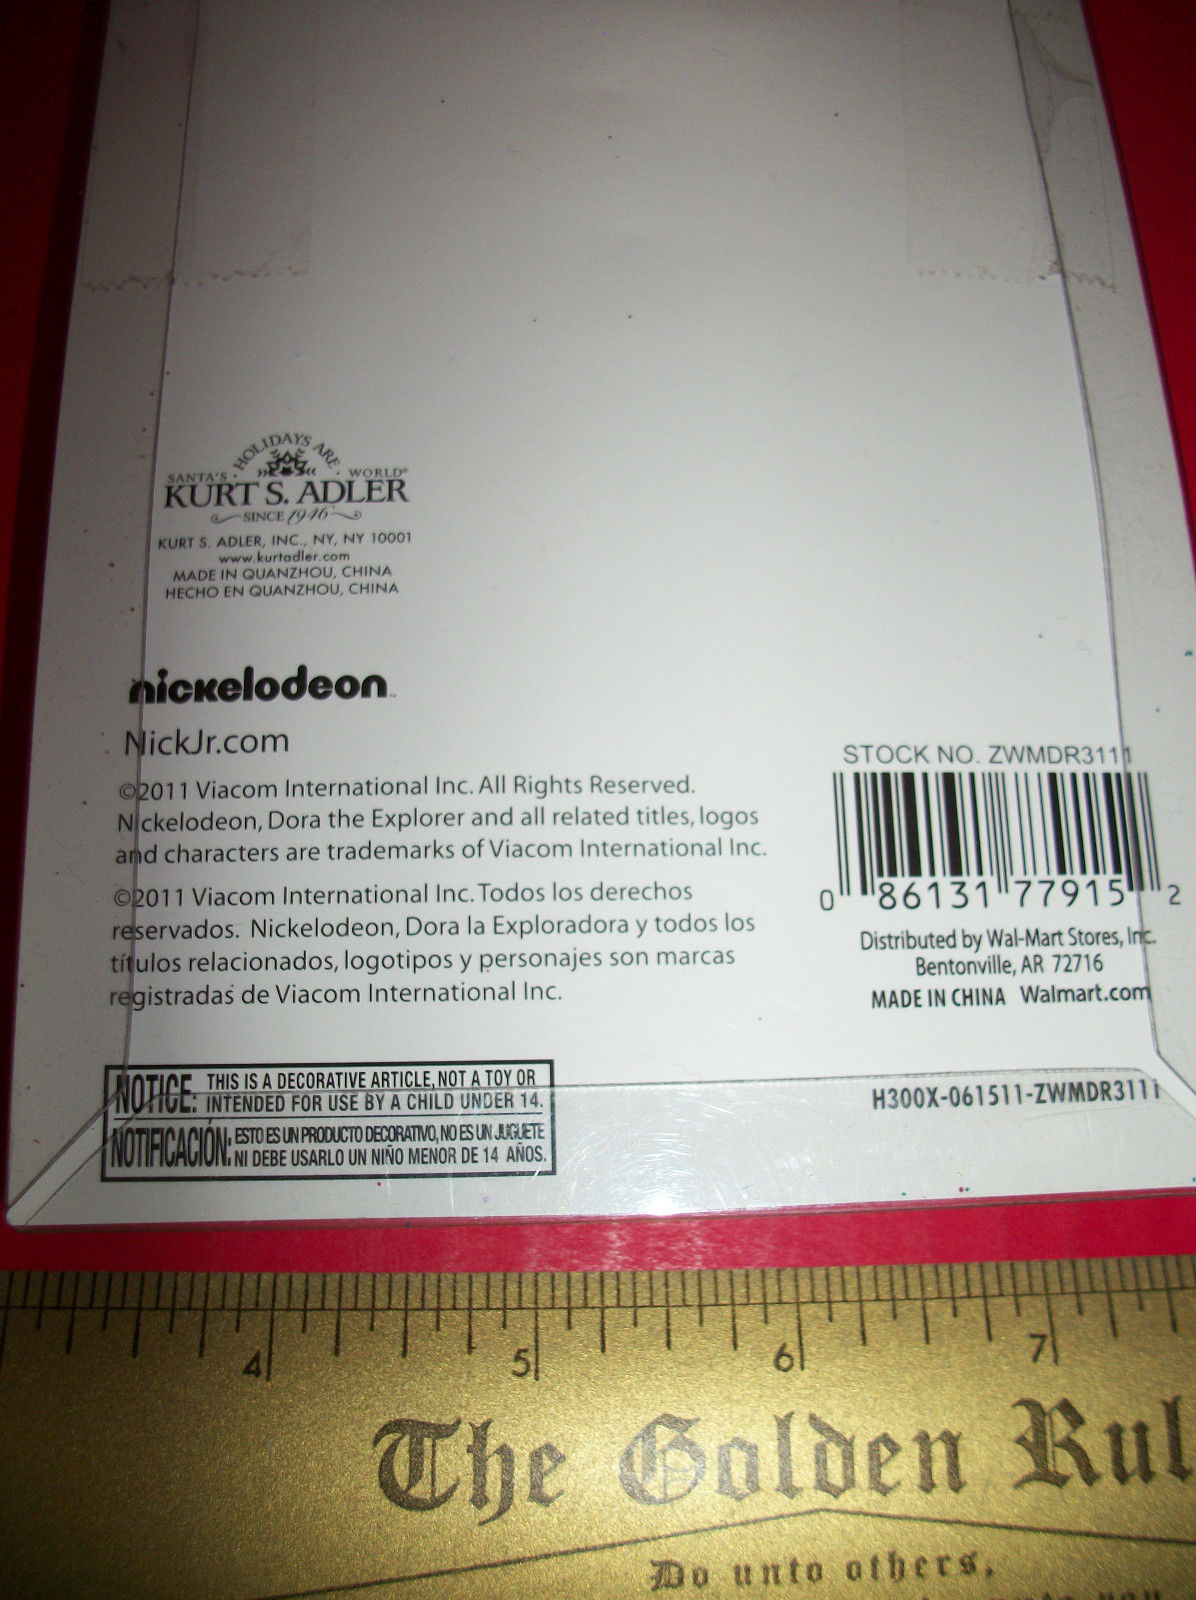 HOLIDAYS ARE
SANTA'S · · WORLD®
KURT S. ADLER
SINCE 1946
KURT S. ADLER, INC., NY, NY 10001
www.kurtadler.com
MADE IN QUANZHOU, CHINA
HECHO EN QUANZHOU, CHINA
nickelodeon™
NickJr.com
©2011 Viacom International Inc. All Rights Reserved.
Nickelodeon, Dora the Explorer and all related titles, logos
and characters are trademarks of Viacom International Inc.
©2011 Viacom International Inc. Todos los derechos
reservados. Nickelodeon, Dora la Exploradora y todos los
títulos relacionados, logotipos y personajes son marcas
registradas de Viacom International Inc.
STOCK NO. ZWMDR3111
0 86131 77915 2
Distributed by Wal-Mart Stores, Inc.
Bentonville, AR 72716
MADE IN CHINA Walmart.com
NOTICE: THIS IS A DECORATIVE ARTICLE, NOT A TOY OR
INTENDED FOR USE BY A CHILD UNDER 14.
NOTIFICACIÓN: ESTO ES UN PRODUCTO DECORATIVO, NO ES UN JUGUETE
NI DEBE USARLO UN NIÑO MENOR DE 14 AÑOS.
H300X-061511-ZWMDR3111
4 5 6 7
The Golden Rul
Do unto others,